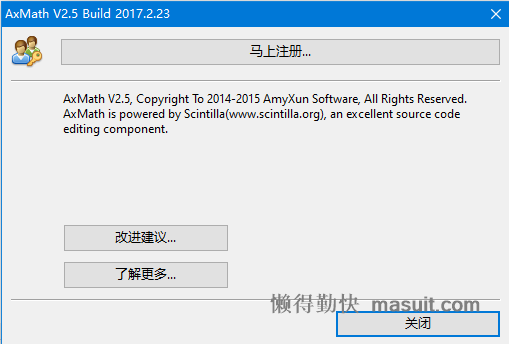 AxMath V2.5 Build 2017.2.23
马上注册...
AxMath V2.5, Copyright To 2014-2015 AmyXun Software, All Rights Reserved.
AxMath is powered by Scintilla(www.scintilla.org), an excellent source code
editing component.
改进建议...
了解更多...
懒得勤快 masuit.com
关闭